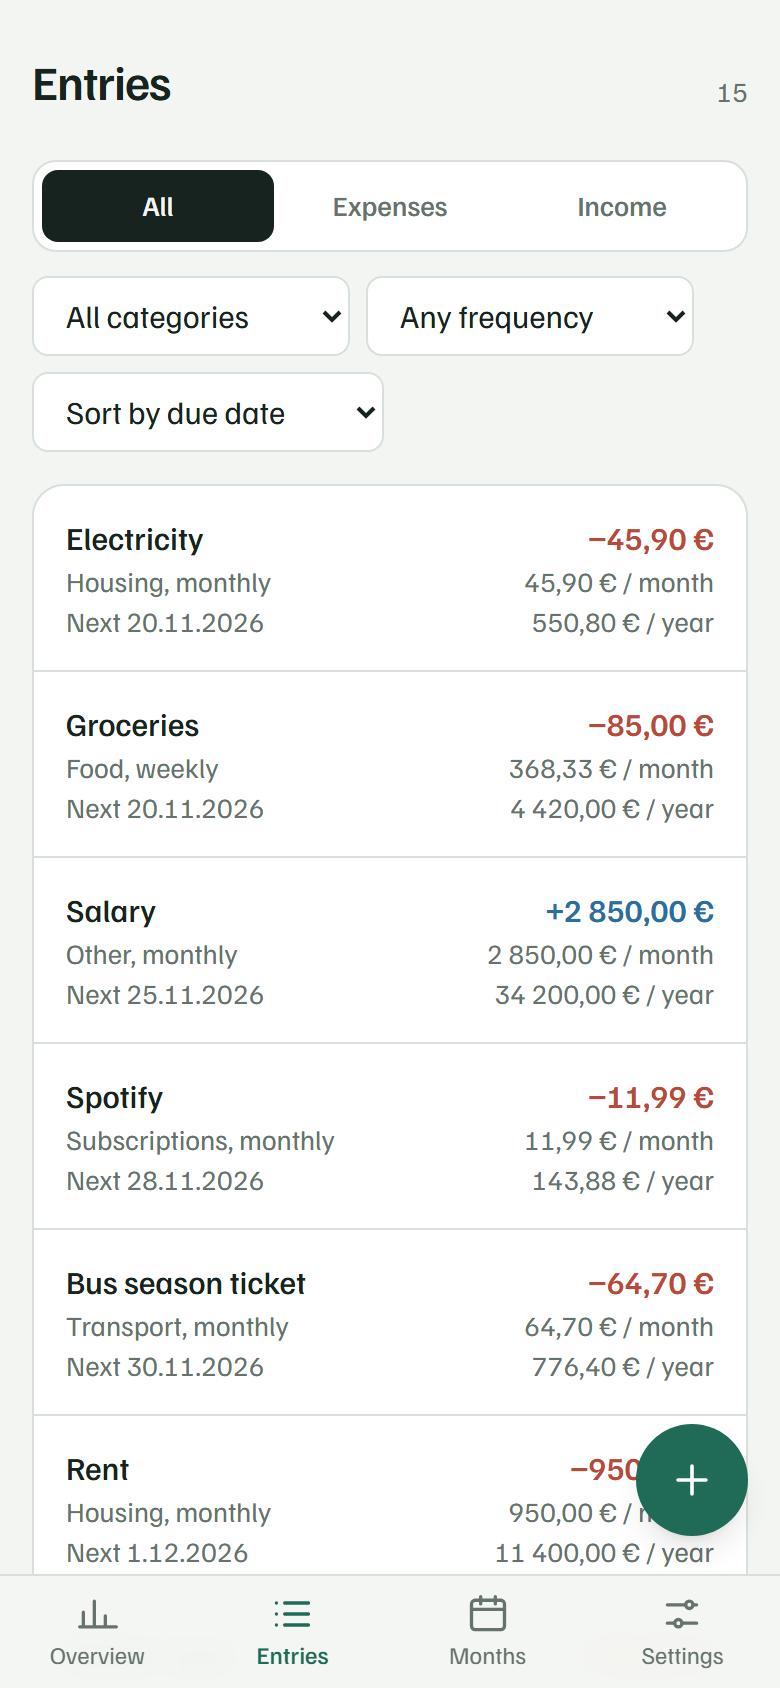 Entries
15
All Expenses Income
All categories Any frequency
Sort by due date
Electricity −45,90 €
Housing, monthly 45,90 € / month
Next 20.11.2026 550,80 € / year
Groceries −85,00 €
Food, weekly 368,33 € / month
Next 20.11.2026 4 420,00 € / year
Salary +2 850,00 €
Other, monthly 2 850,00 € / month
Next 25.11.2026 34 200,00 € / year
Spotify −11,99 €
Subscriptions, monthly 11,99 € / month
Next 28.11.2026 143,88 € / year
Bus season ticket −64,70 €
Transport, monthly 64,70 € / month
Next 30.11.2026 776,40 € / year
Rent −950
Housing, monthly 950,00 € /
Next 1.12.2026 11 400,00 € / year
Overview Entries Months Settings